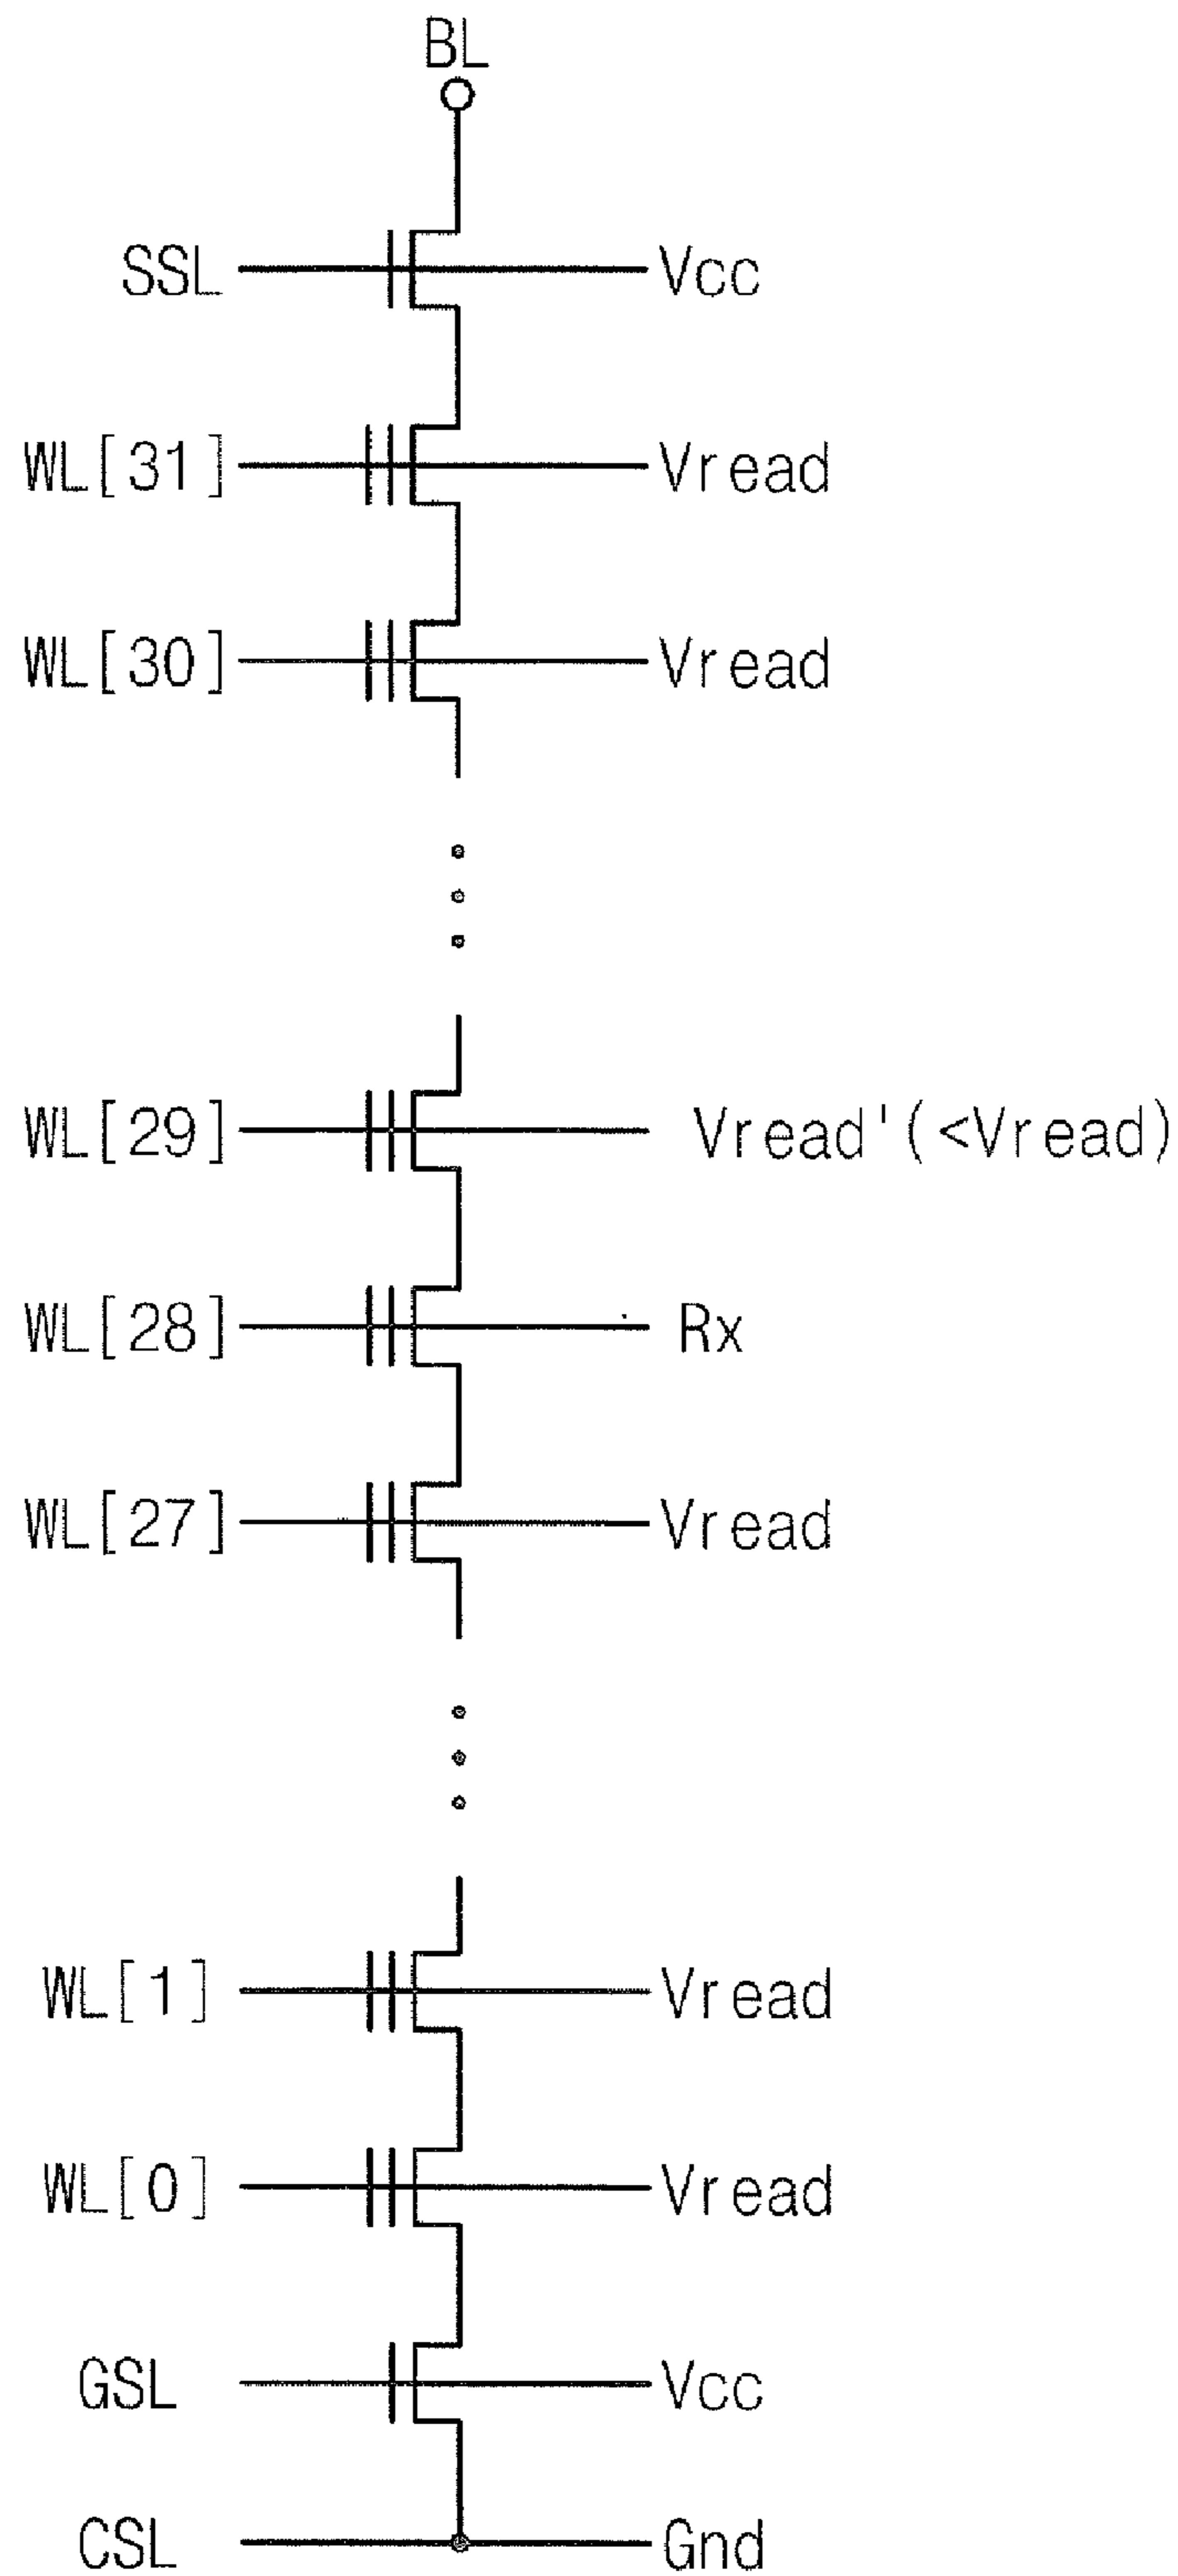 BL
SSL Vcc
WL[31] Vread
WL[30] Vread
WL[29] Vread'(<Vread)
WL[28] Rx
WL[27] Vread
WL[1] Vread
WL[0] Vread
GSL Vcc
CSL Gnd